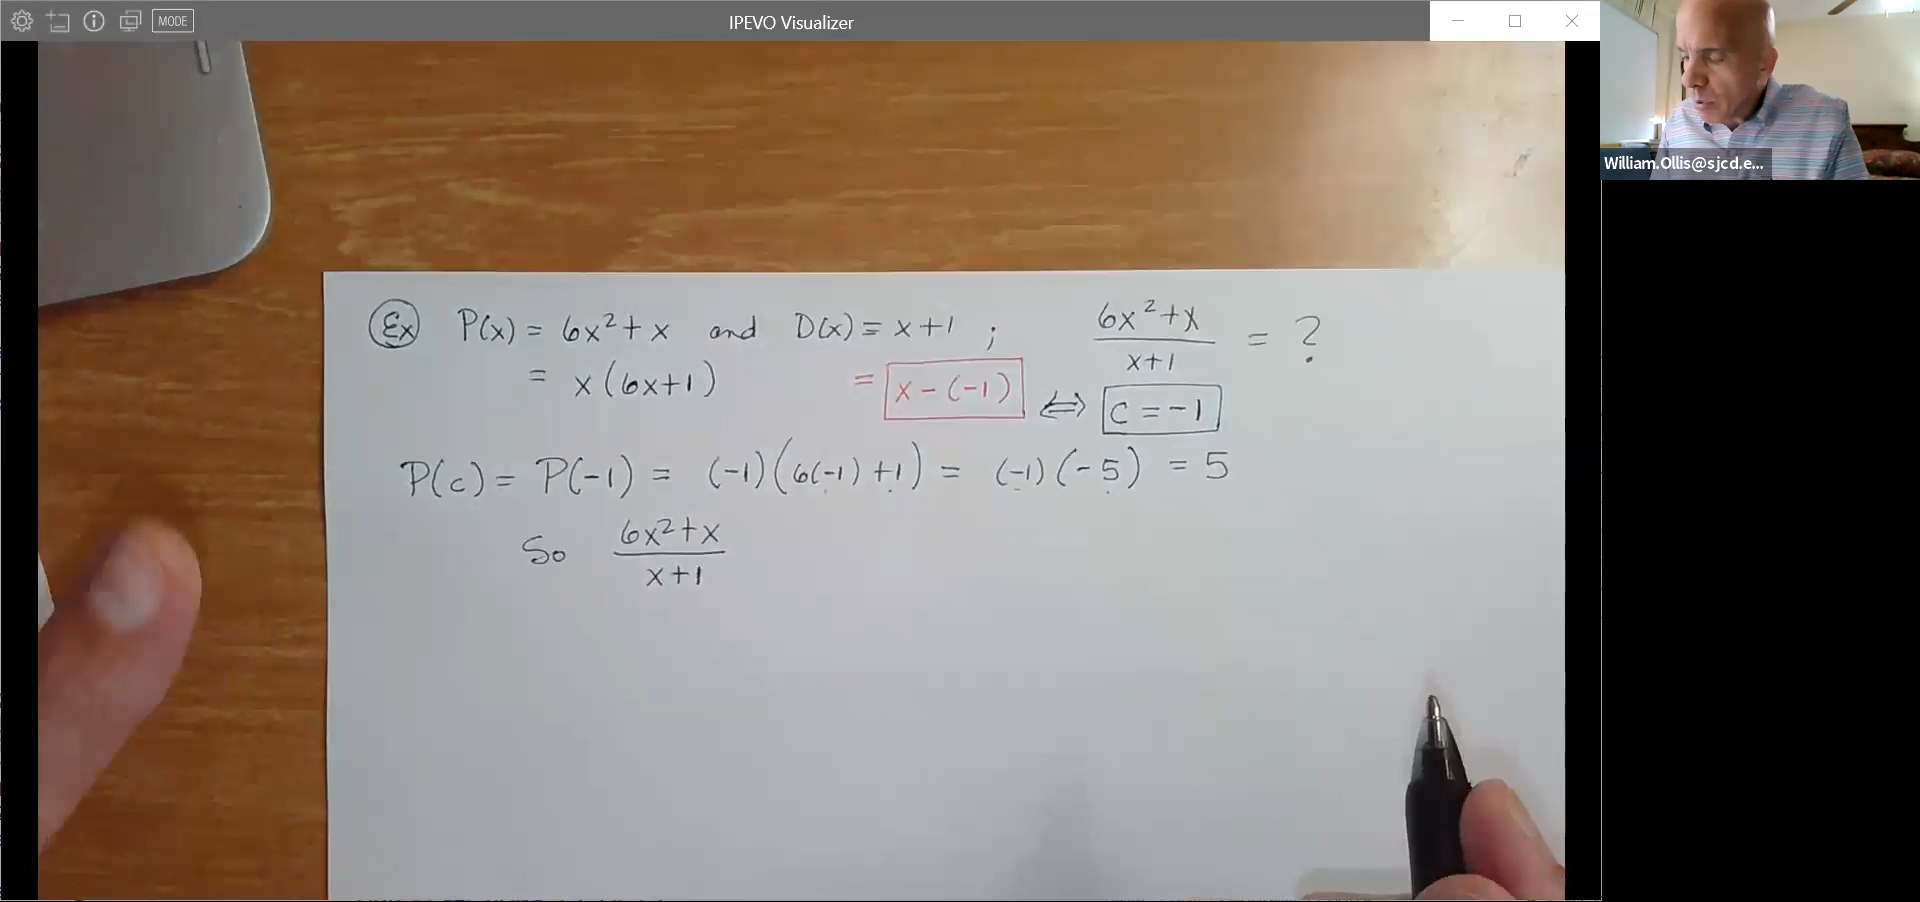 MODE
IPEVO Visualizer
William.Ollis@sjcd.e...
Ex P(x) = 6x² + x and D(x) = x + 1 ; (6x² + x)/(x + 1) = ?
= x(6x+1) = x - (-1) ⟺ c = -1
P(c) = P(-1) = (-1)(6(-1)+1) = (-1)(-5) = 5
So (6x² + x)/(x + 1)